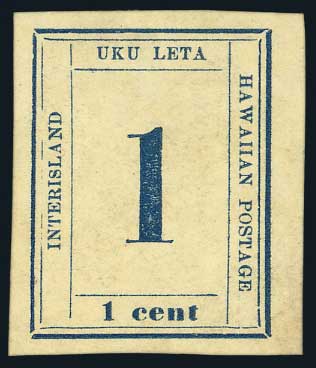 UKU LETA
INTERISLAND
1
HAWAIIAN POSTAGE
1 cent